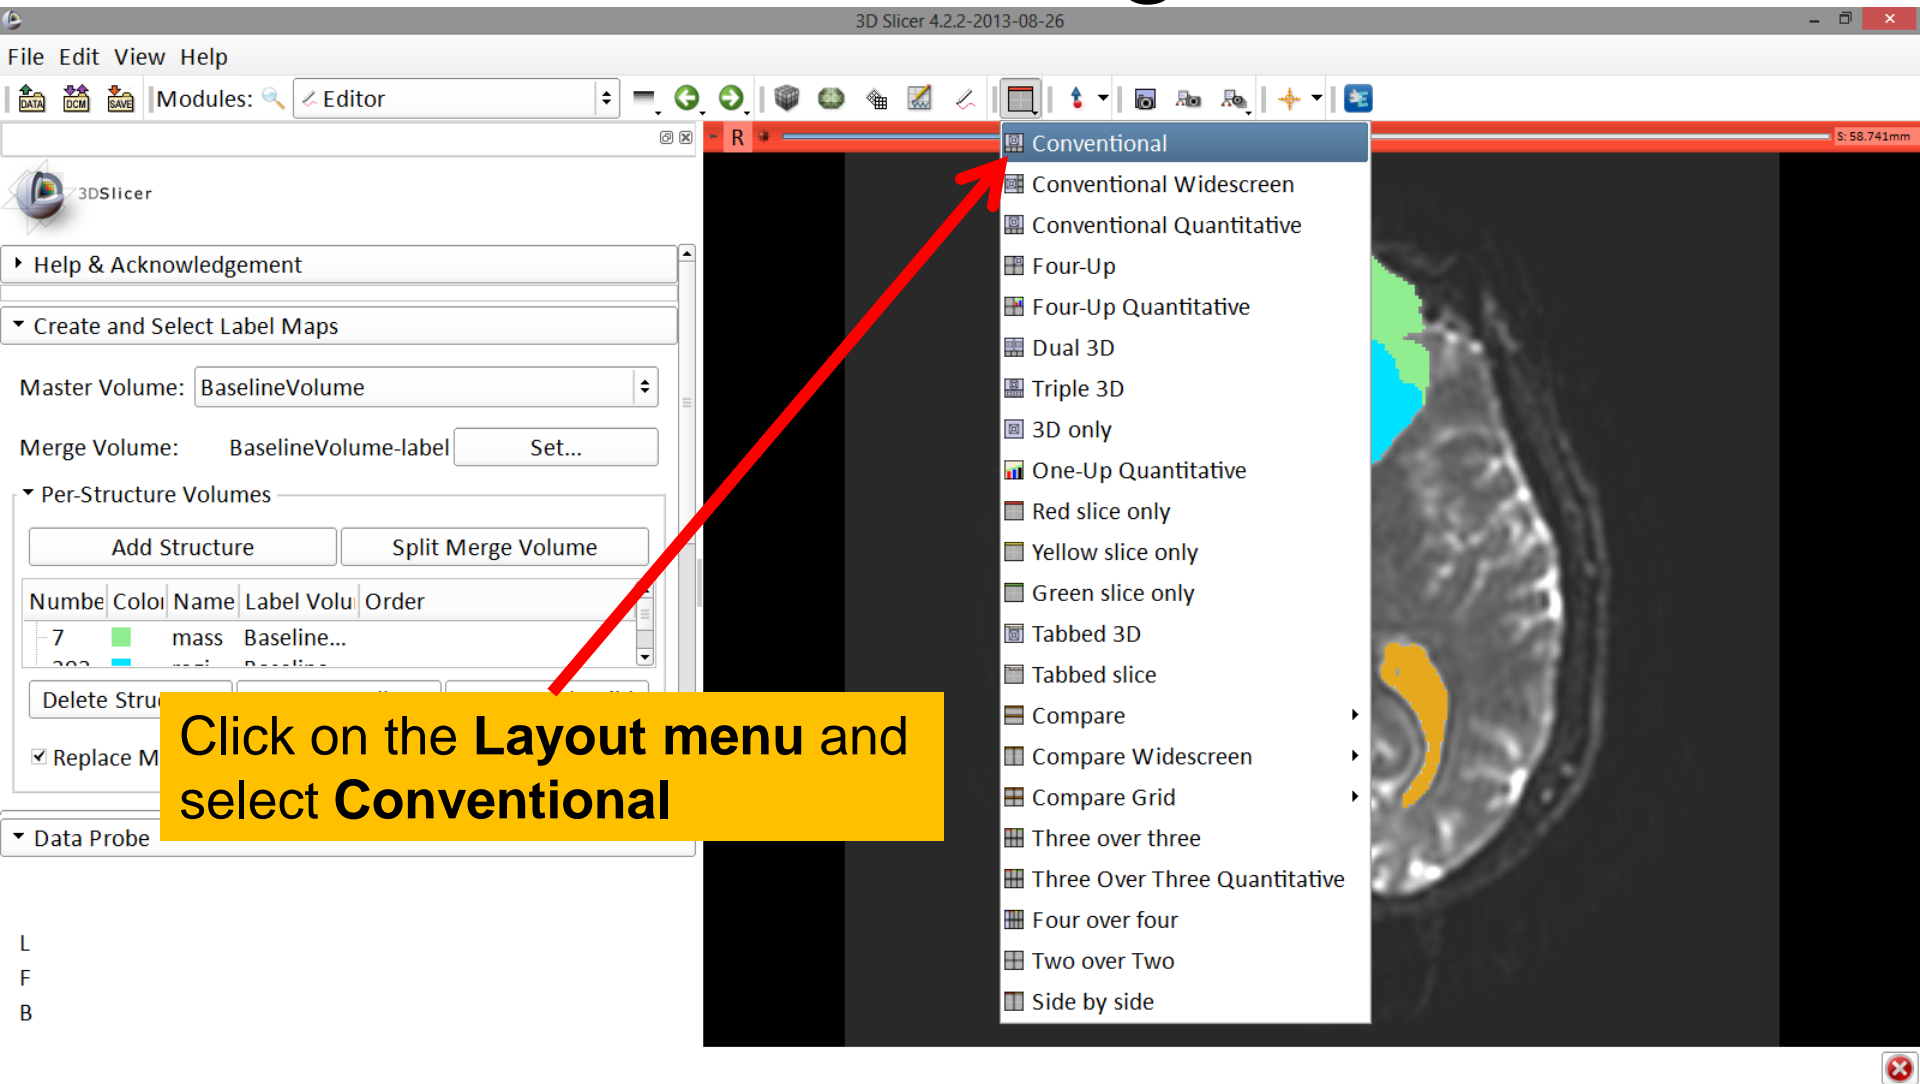 3D Slicer 4.2.2-2013-08-26
File Edit View Help
DATA DCM SAVE Modules: Editor
R S: 58.741mm
3DSlicer
Help & Acknowledgement
Create and Select Label Maps
Master Volume: BaselineVolume
Merge Volume: BaselineVolume-label Set...
Per-Structure Volumes
Add Structure Split Merge Volume
Numbe Color Name Label Volu Order
7 mass Baseline...
Delete Stru
Replace M
Data Probe
L
F
B
Conventional
Conventional Widescreen
Conventional Quantitative
Four-Up
Four-Up Quantitative
Dual 3D
Triple 3D
3D only
One-Up Quantitative
Red slice only
Yellow slice only
Green slice only
Tabbed 3D
Tabbed slice
Compare
Compare Widescreen
Compare Grid
Three over three
Three Over Three Quantitative
Four over four
Two over Two
Side by side
Click on the Layout menu and
select Conventional